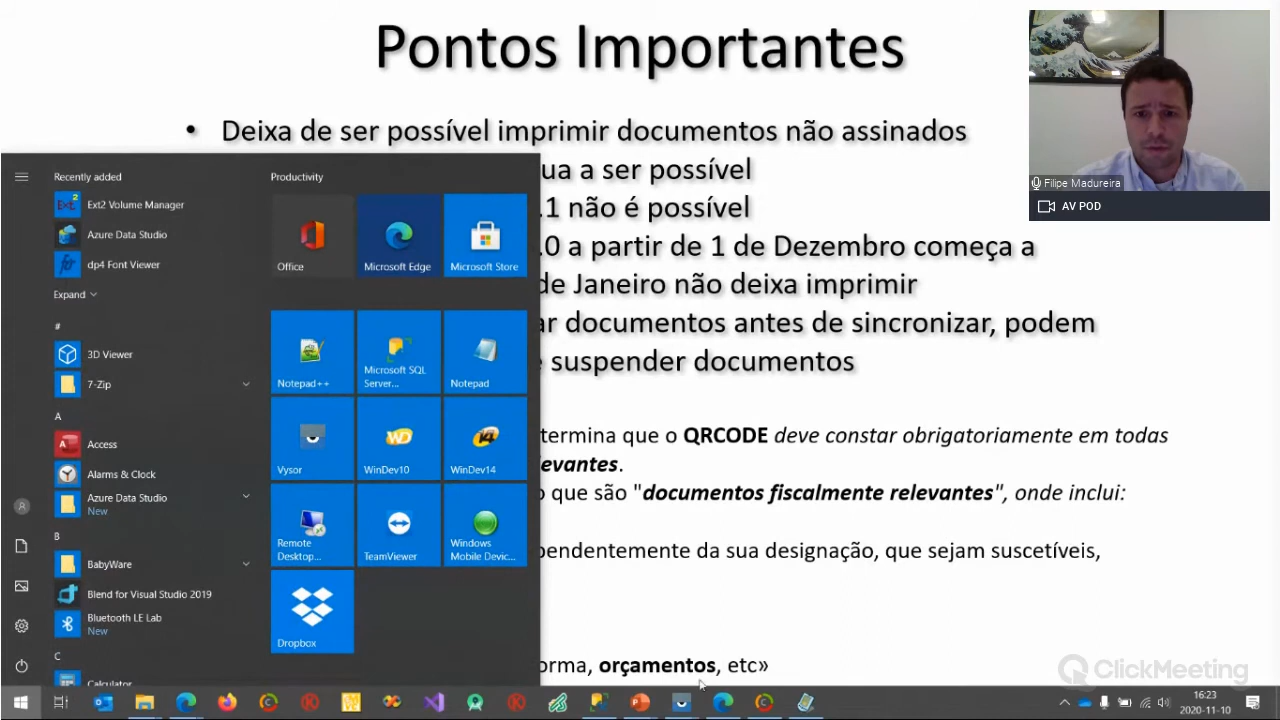 Pontos Importantes
• Deixa de ser possível imprimir documentos não assinados
ua a ser possível
.1 não é possível
.0 a partir de 1 de Dezembro começa a
de Janeiro não deixa imprimir
ar documentos antes de sincronizar, podem
suspender documentos
termina que o QRCODE deve constar obrigatoriamente em todas
evantes.
o que são "documentos fiscalmente relevantes", onde inclui:
pendentemente da sua designação, que sejam suscetíveis,
orma, orçamentos, etc»
Filipe Madureira
AV POD
Recently added
Ext2 Volume Manager
Azure Data Studio
dp4 Font Viewer
Expand
#
3D Viewer
7-Zip
A
Access
Alarms & Clock
Azure Data Studio
New
B
BabyWare
Blend for Visual Studio 2019
Bluetooth LE Lab
New
C
Calculator
Productivity
Office
Microsoft Edge
Microsoft Store
Notepad++
Microsoft SQL
Server...
Notepad
Vysor
WinDev10
WinDev14
Remote
Desktop...
TeamViewer
Windows
Mobile Devic...
Dropbox
ClickMeeting
16:23
2020-11-10